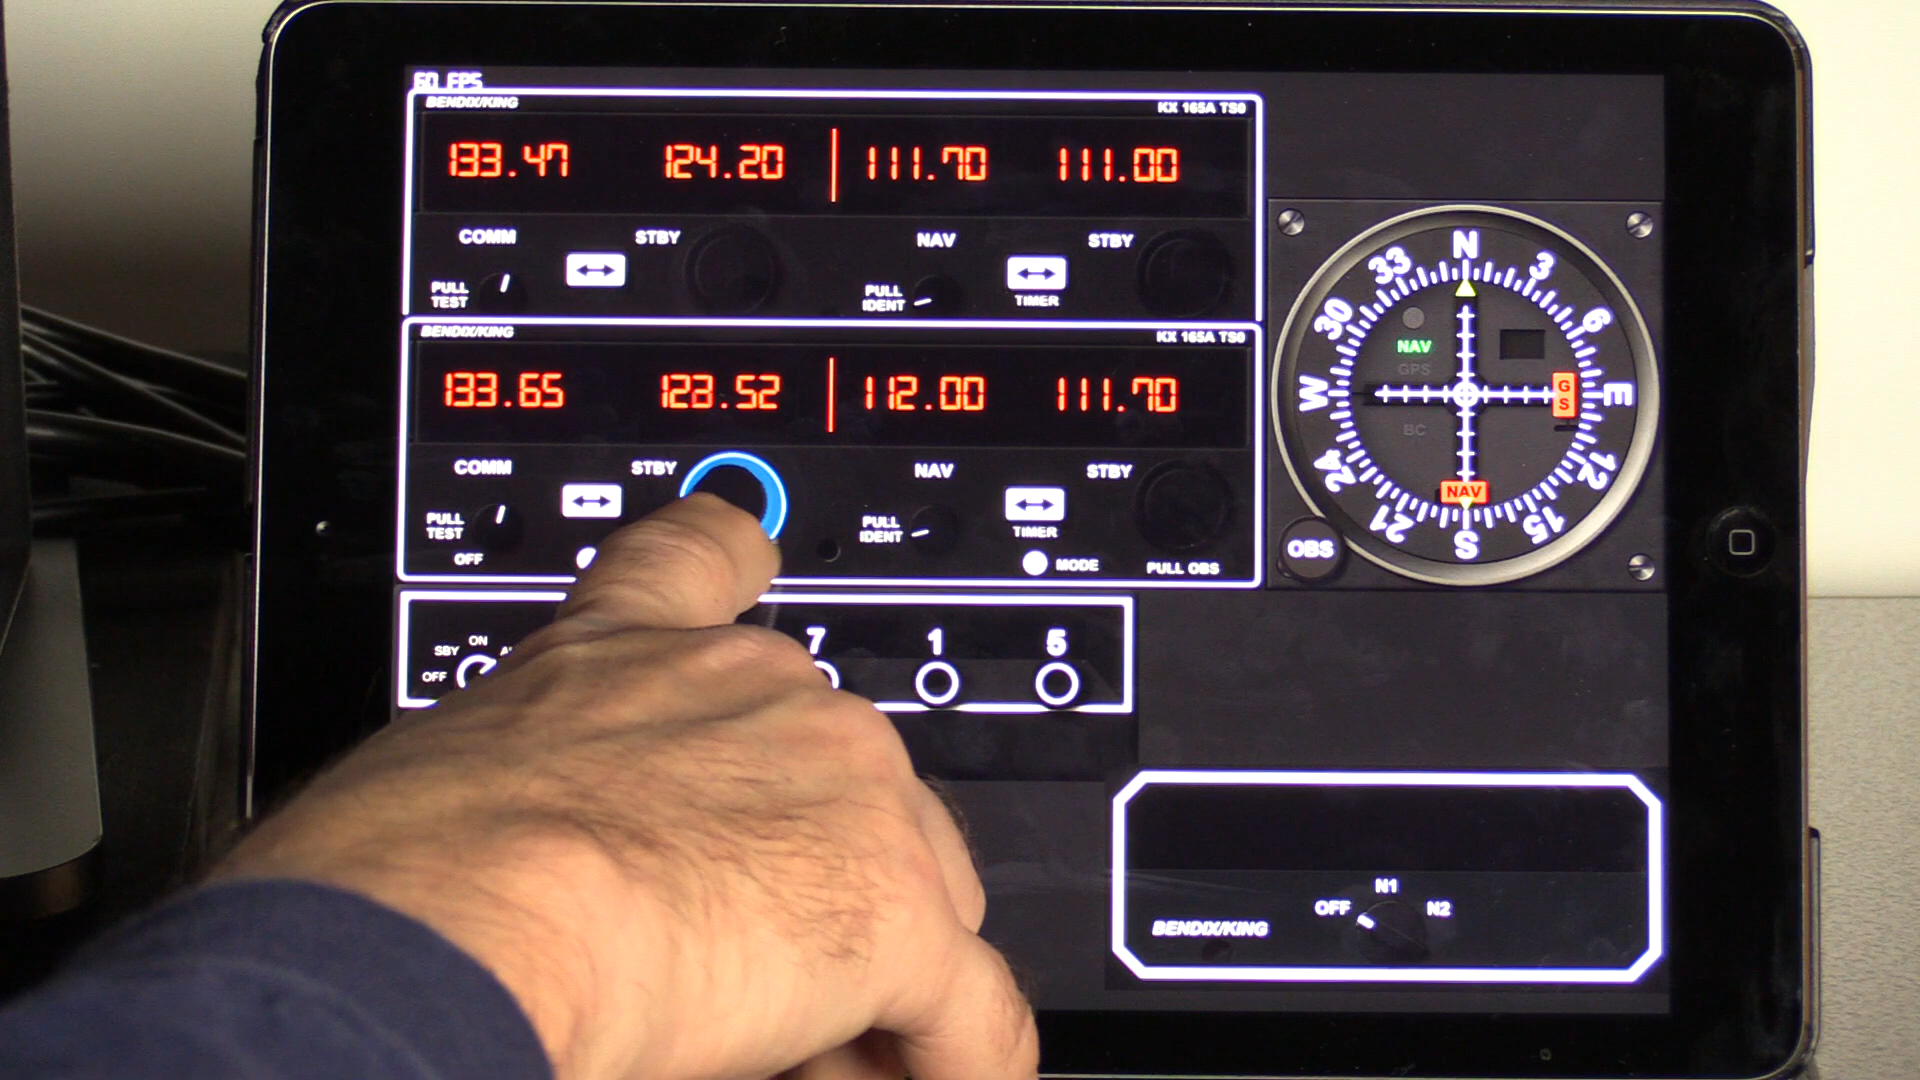 60 FPS
BENDIX/KING KX 165A TSO
133.47 124.20 111.70 111.00
COMM STBY NAV STBY
PULL TEST PULL IDENT TIMER
BENDIX/KING KX 165A TSO
133.65 123.52 112.00 111.70
COMM STBY NAV STBY
PULL TEST PULL IDENT TIMER
OFF MODE PULL OBS
N 3 6 E 12 15 S 21 24 W 30 33
NAV
GPS
GS
BC
NAV
OBS
ON
SBY
OFF
7 1 5
N1
OFF N2
BENDIX/KING